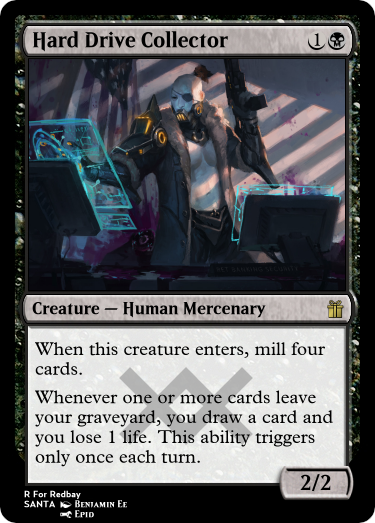 Hard Drive Collector 1
Creature — Human Mercenary
When this creature enters, mill four
cards.
Whenever one or more cards leave
your graveyard, you draw a card and
you lose 1 life. This ability triggers
only once each turn.
2/2
R For Redbay
SANTA Benjamin Ee
Epid